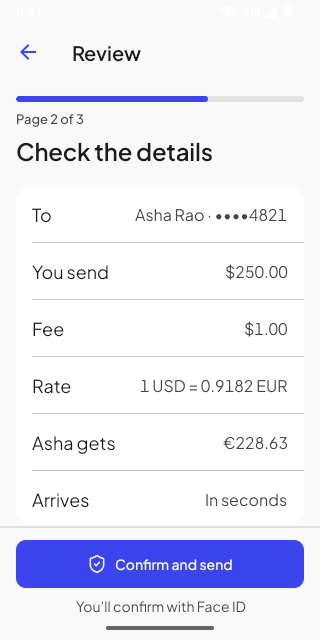 9:41
3G
Review
Page 2 of 3
Check the details
To Asha Rao · ••••4821
You send $250.00
Fee $1.00
Rate 1 USD = 0.9182 EUR
Asha gets €228.63
Arrives In seconds
Confirm and send
You'll confirm with Face ID